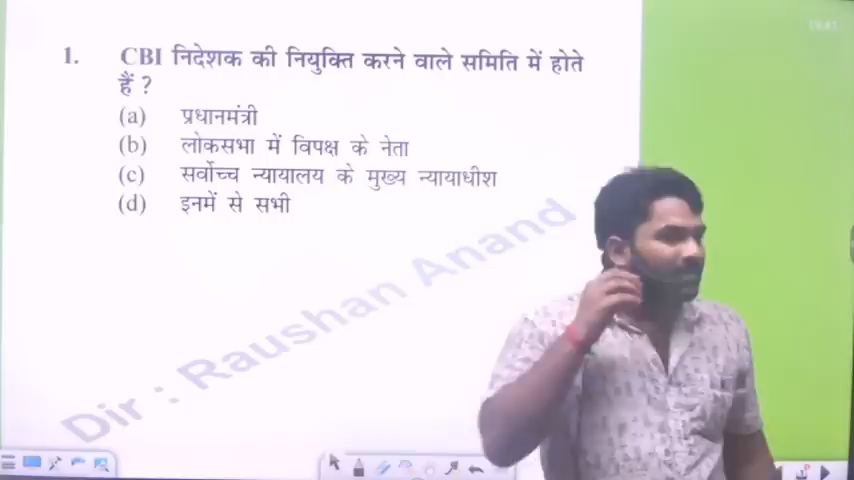 1. CBI निदेशक की नियुक्ति करने वाले समिति में होते
हैं ?
(a) प्रधानमंत्री
(b) लोकसभा में विपक्ष के नेता
(c) सर्वोच्च न्यायालय के मुख्य न्यायाधीश
(d) इनमें से सभी
Dir : Raushan Anand